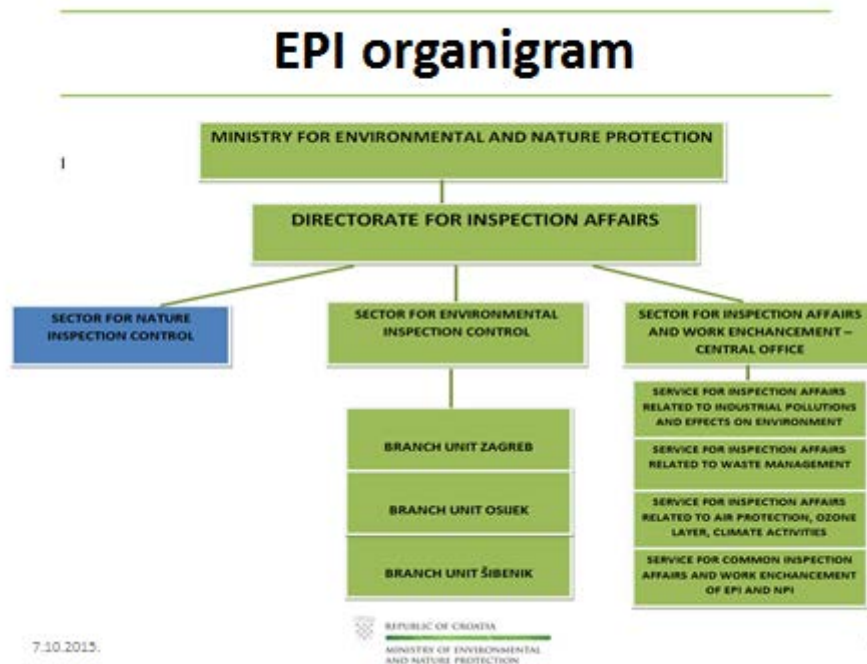 EPI organigram
MINISTRY FOR ENVIRONMENTAL AND NATURE PROTECTION
1
DIRECTORATE FOR INSPECTION AFFAIRS
SECTOR FOR NATURE
INSPECTION CONTROL
SECTOR FOR ENVIRONMENTAL
INSPECTION CONTROL
BRANCH UNIT ZAGREB
BRANCH UNIT OSIJEK
BRANCH UNIT ŠIBENIK
SECTOR FOR INSPECTION AFFAIRS
AND WORK ENCHANCEMENT –
CENTRAL OFFICE
SERVICE FOR INSPECTION AFFAIRS
RELATED TO INDUSTRIAL POLLUTIONS
AND EFFECTS ON ENVIRONMENT
SERVICE FOR INSPECTION AFFAIRS
RELATED TO WASTE MANAGEMENT
SERVICE FOR INSPECTION AFFAIRS
RELATED TO AIR PROTECTION, OZONE
LAYER, CLIMATE ACTIVITIES
SERVICE FOR COMMON INSPECTION
AFFAIRS AND WORK ENCHANCEMENT
OF EPI AND NPI
7.10.2015.
REPUBLIC OF CROATIA
MINISTRY OF ENVIRONMENTAL
AND NATURE PROTECTION